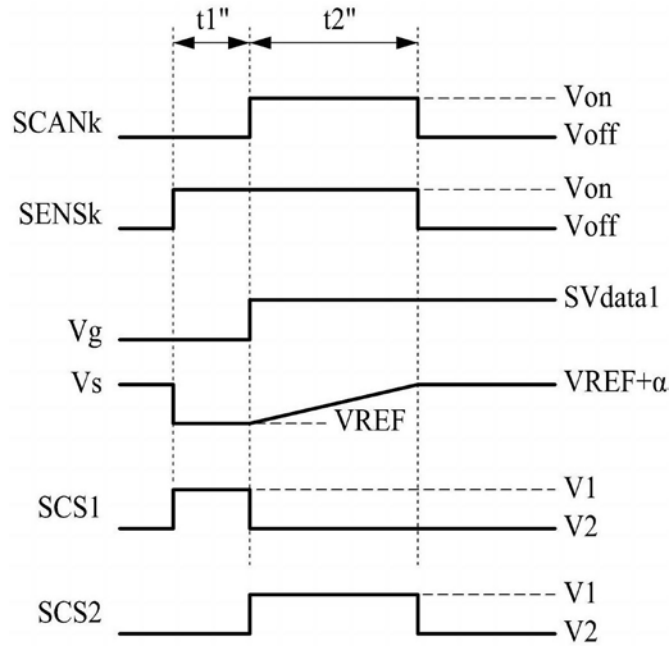 t1" t2"
SCANk Von
Voff
SENSk Von
Voff
Vg SVdata1
Vs VREF+α
VREF
SCS1 V1
V2
SCS2 V1
V2